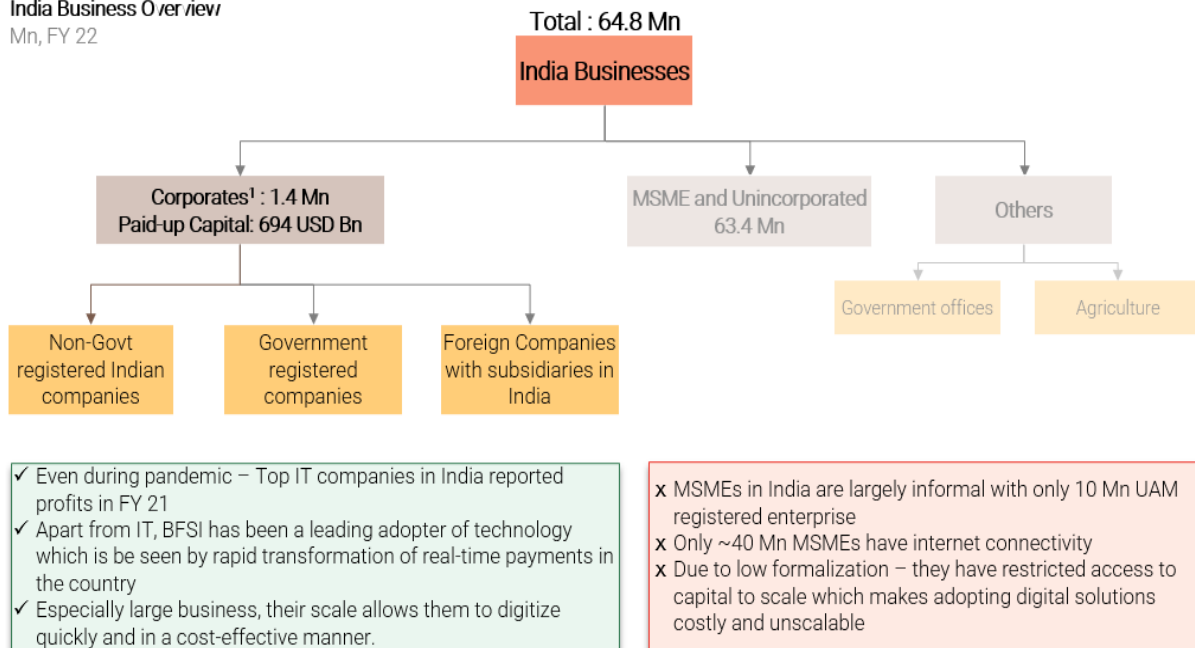 India Business Overview
Mn, FY 22
Total : 64.8 Mn
India Businesses
Corporates¹ : 1.4 Mn
Paid-up Capital: 694 USD Bn
MSME and Unincorporated
63.4 Mn
Others
Government offices
Agriculture
Non-Govt
registered Indian
companies
Government
registered
companies
Foreign Companies
with subsidiaries in
India
✓ Even during pandemic – Top IT companies in India reported
profits in FY 21
✓ Apart from IT, BFSI has been a leading adopter of technology
which is be seen by rapid transformation of real-time payments in
the country
✓ Especially large business, their scale allows them to digitize
quickly and in a cost-effective manner.
x MSMEs in India are largely informal with only 10 Mn UAM
registered enterprise
x Only ~40 Mn MSMEs have internet connectivity
x Due to low formalization – they have restricted access to
capital to scale which makes adopting digital solutions
costly and unscalable